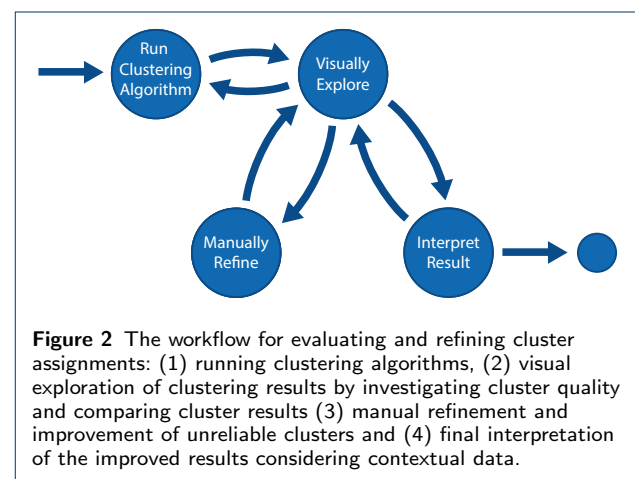 Run
Clustering
Algorithm
Visually
Explore
Manually
Refine
Interpret
Result
Figure 2 The workflow for evaluating and refining cluster
assignments: (1) running clustering algorithms, (2) visual
exploration of clustering results by investigating cluster quality
and comparing cluster results (3) manual refinement and
improvement of unreliable clusters and (4) final interpretation
of the improved results considering contextual data.